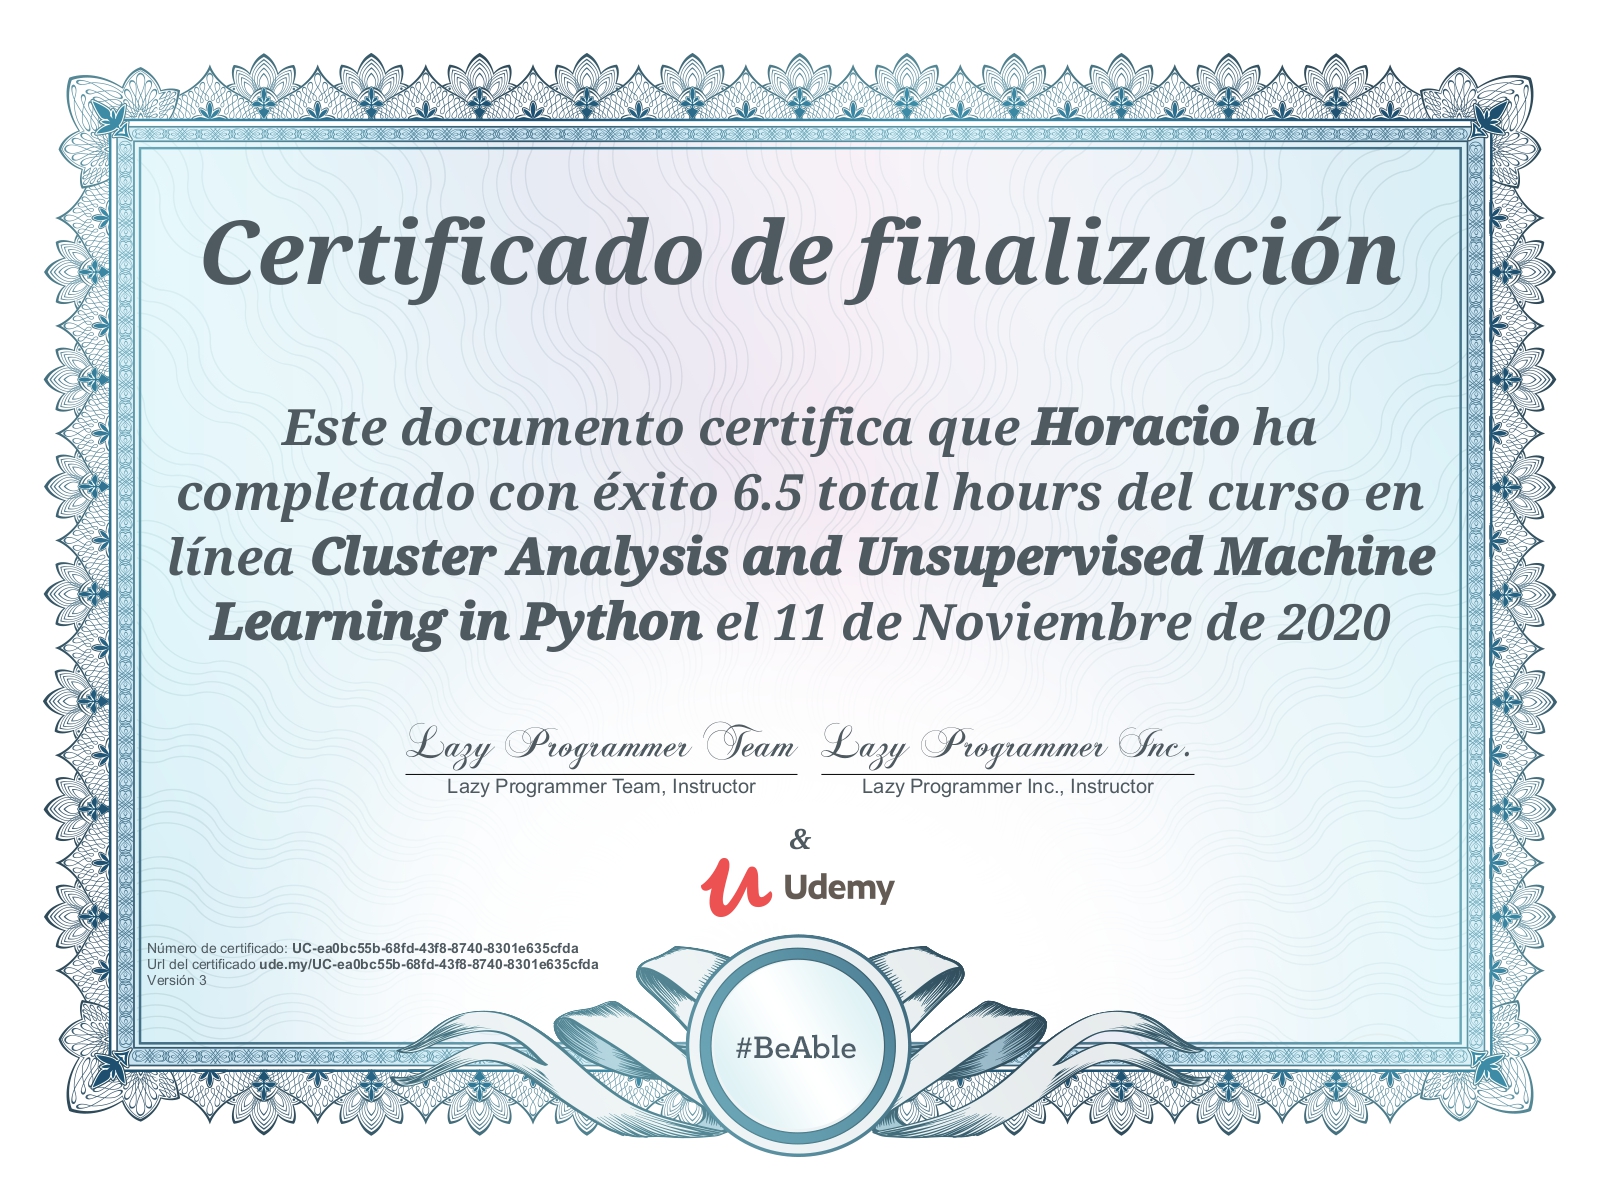 Certificado de finalización
Este documento certifica que Horacio ha
completado con éxito 6.5 total hours del curso en
línea Cluster Analysis and Unsupervised Machine
Learning in Python el 11 de Noviembre de 2020
Lazy Programmer Team
Lazy Programmer Inc.
Lazy Programmer Team, Instructor
Lazy Programmer Inc., Instructor
&
Udemy
Número de certificado: UC-ea0bc55b-68fd-43f8-8740-8301e635cfda
Url del certificado ude.my/UC-ea0bc55b-68fd-43f8-8740-8301e635cfda
Versión 3
#BeAble